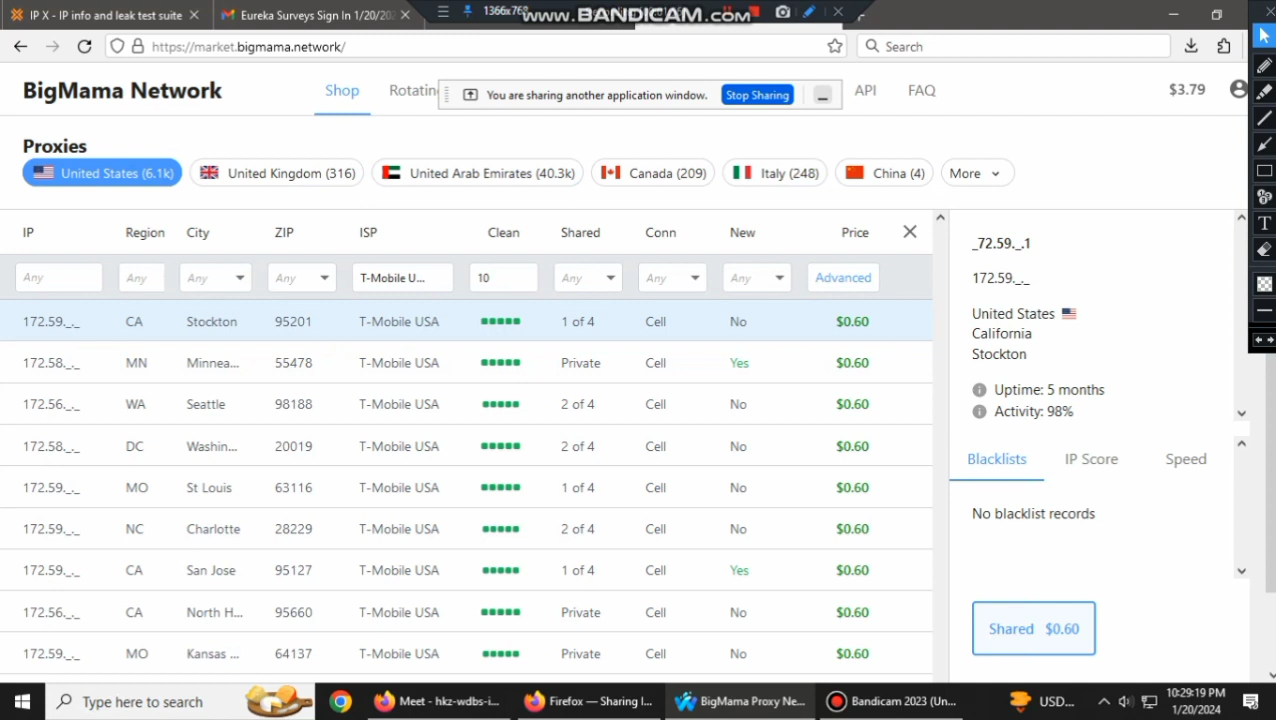 IP X - IP info and leak test suite
Eureka Surveys Sign In 1/20/202
1366x768
www.BANDICAM.com
https://market.bigmama.network/
Search
BigMama Network
Shop
Rotatin
You are sharing another application window.
Stop Sharing
API
FAQ
$3.79
Proxies
United States (6.1k)
United Kingdom (316)
United Arab Emirates (40.3k)
Canada (209)
Italy (248)
China (4)
More
IP Region City ZIP ISP Clean Shared Conn New Price
Any Any Any Any T-Mobile U... 10 Any Any Any Advanced
172.59._._ CA Stockton 95201 T-Mobile USA 1 of 4 Cell No $0.60
172.58._._ MN Minnea... 55478 T-Mobile USA Private Cell Yes $0.60
172.56._._ WA Seattle 98188 T-Mobile USA 2 of 4 Cell No $0.60
172.58._._ DC Washin... 20019 T-Mobile USA 2 of 4 Cell No $0.60
172.59._._ MO St Louis 63116 T-Mobile USA 1 of 4 Cell No $0.60
172.59._._ NC Charlotte 28229 T-Mobile USA 2 of 4 Cell No $0.60
172.59._._ CA San Jose 95127 T-Mobile USA 1 of 4 Cell Yes $0.60
172.56._._ CA North H... 95660 T-Mobile USA Private Cell No $0.60
172.59._._ MO Kansas ... 64137 T-Mobile USA Private Cell No $0.60
_72.59._.1
172.59._._
United States
California
Stockton
Uptime: 5 months
Activity: 98%
Blacklists
IP Score
Speed
No blacklist records
Shared $0.60
Type here to search
Meet - hkz-wdbs-i...
Firefox — Sharing I...
BigMama Proxy Ne...
Bandicam 2023 (Un...
USD...
10:29:19 PM
1/20/2024